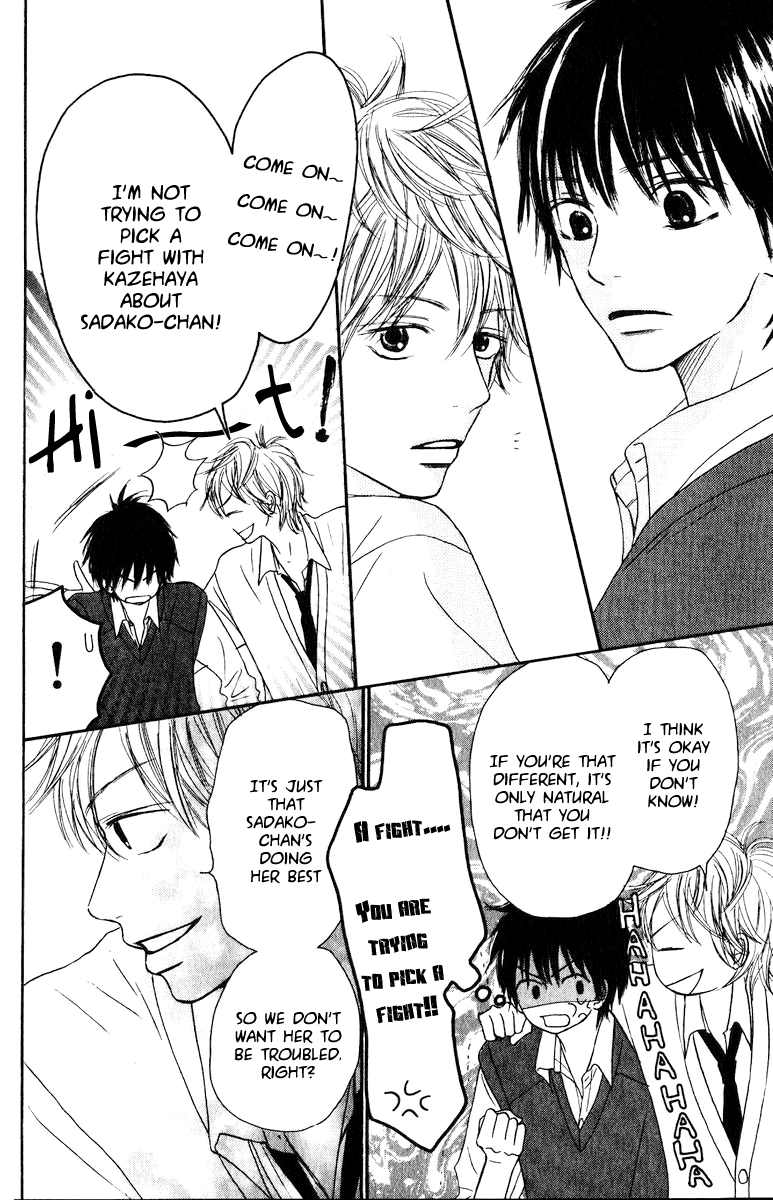 COME ON~
COME ON~
COME ON~!
I'M NOT
TRYING TO
PICK A
FIGHT WITH
KAZEHAYA
ABOUT
SADAKO-CHAN!
Hi—t!
!
I THINK
IT'S OKAY
IF YOU
DON'T
KNOW!
IF YOU'RE THAT
DIFFERENT, IT'S
ONLY NATURAL
THAT YOU
DON'T GET IT!!
HAHAHAHAHAHA
A FIGHT....
YOU ARE
TRYING
TO PICK A
FIGHT!!
IT'S JUST
THAT
SADAKO-
CHAN'S
DOING
HER BEST
SO WE DON'T
WANT HER TO
BE TROUBLED.
RIGHT?